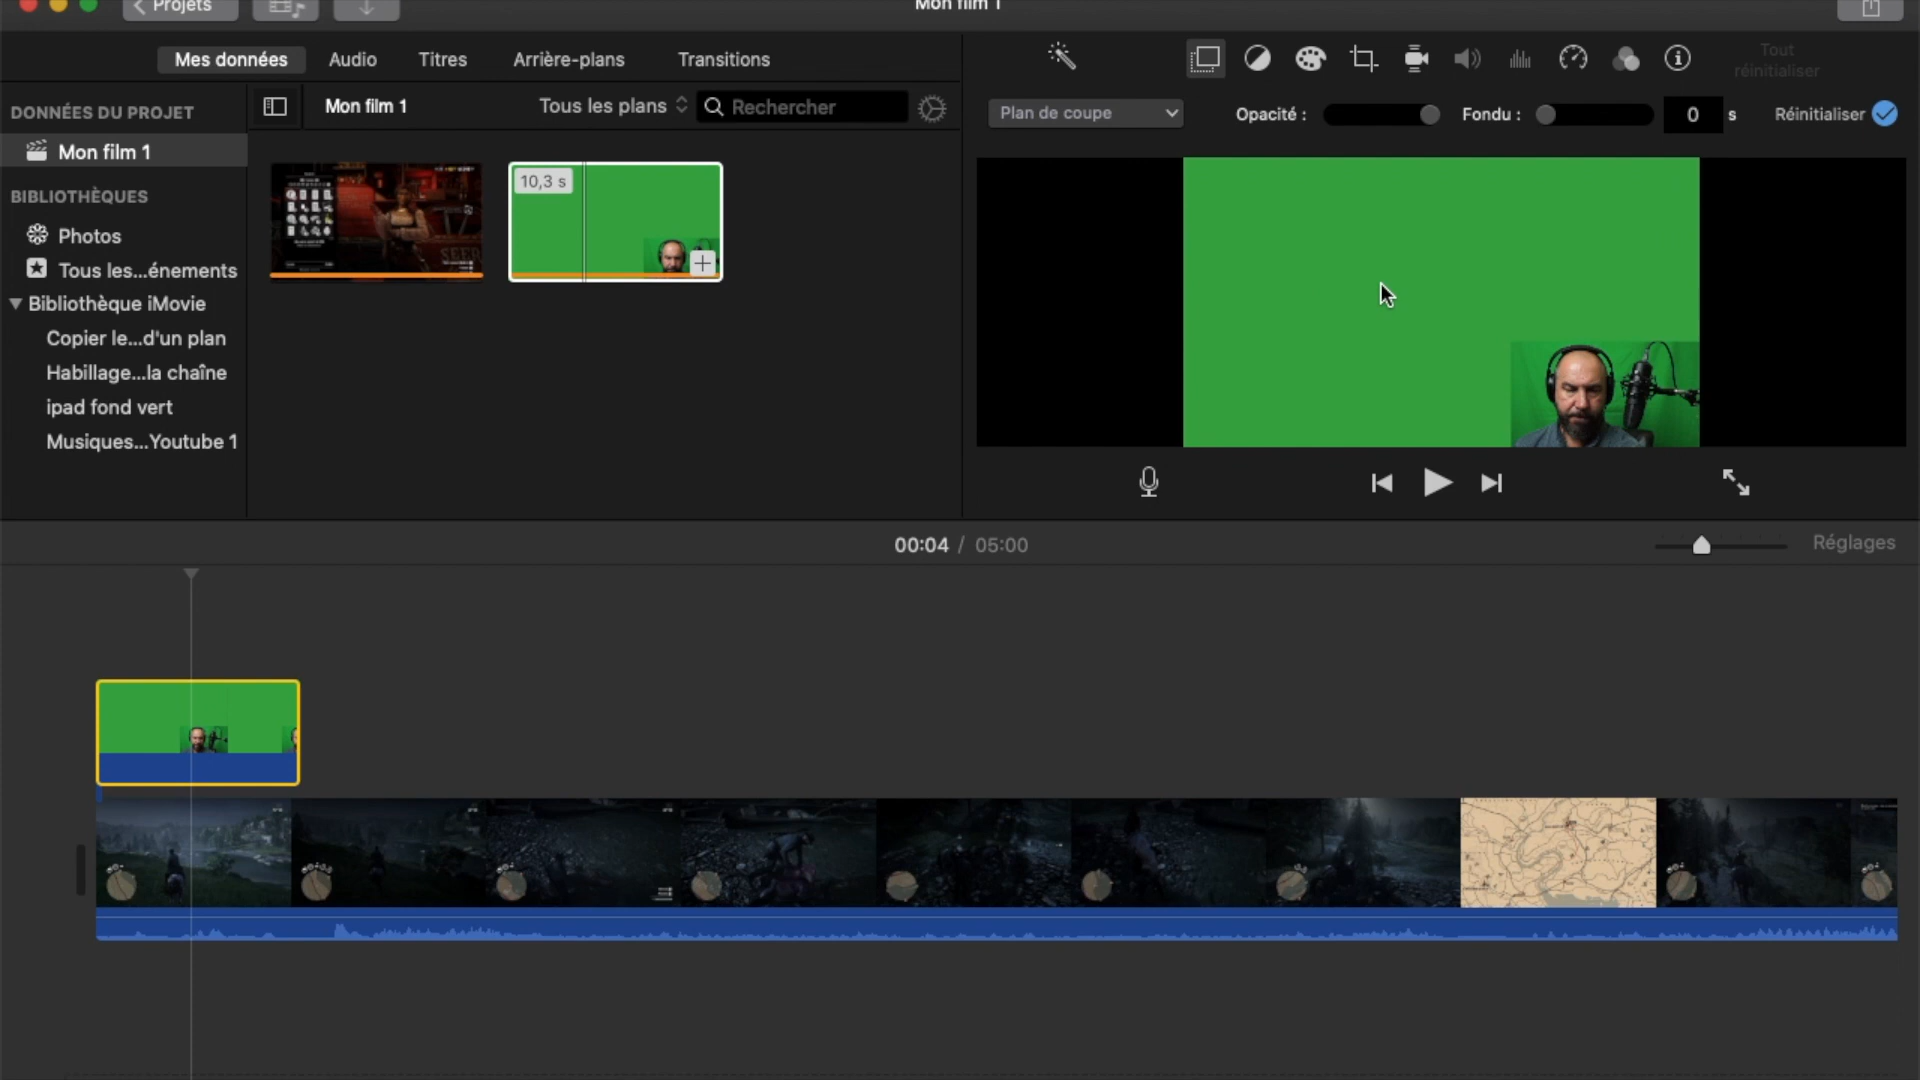 Projets
Mon film 1
Mes données
Audio
Titres
Arrière-plans
Transitions
Tout
réinitialiser
DONNÉES DU PROJET
Mon film 1
Tous les plans
Rechercher
Plan de coupe
Opacité :
Fondu :
0
s
Réinitialiser
Mon film 1
BIBLIOTHÈQUES
Photos
Tous les...énements
Bibliothèque iMovie
Copier le...d'un plan
Habillage...la chaîne
ipad fond vert
Musiques...Youtube 1
10,3 s
00:04 / 05:00
Réglages